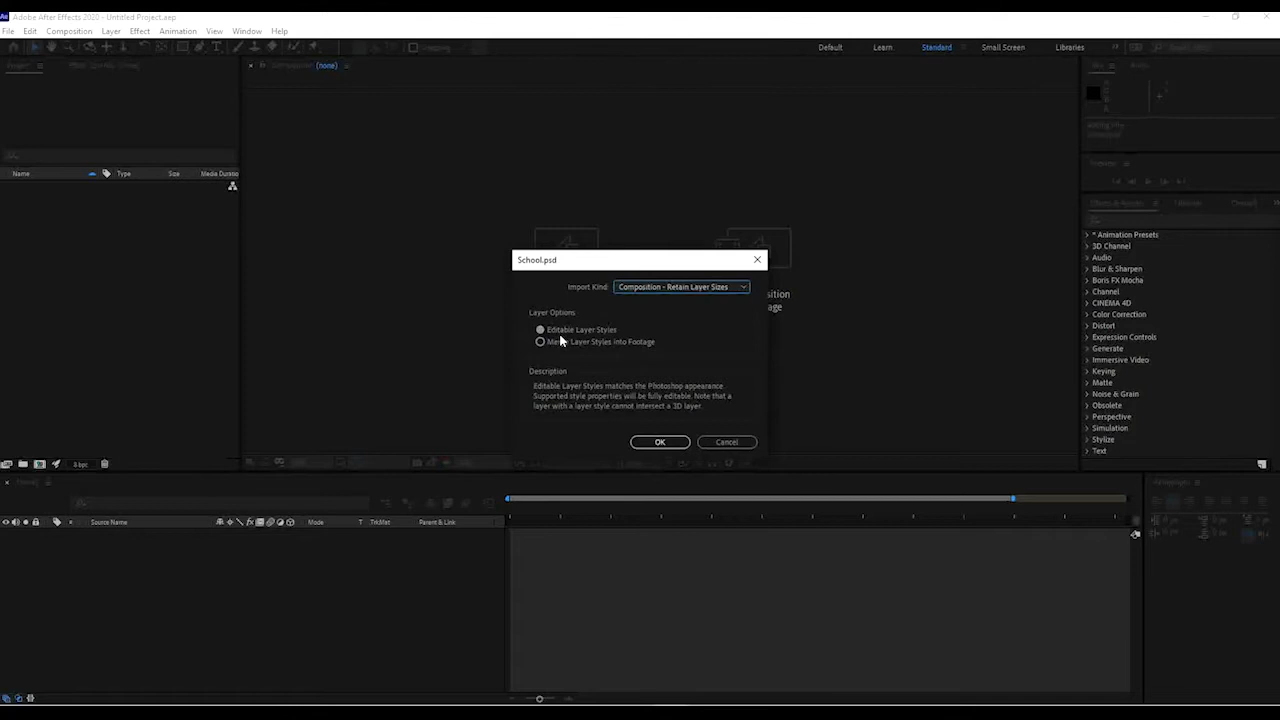 Adobe After Effects 2020 - Untitled Project.aep
File Edit Composition Layer Effect Animation View Window Help
Default Learn Standard Small Screen Libraries
(none)
Name Type Size Media Duration
Effects & Presets
* Animation Presets
3D Channel
Audio
Blur & Sharpen
Boris FX Mocha
Channel
CINEMA 4D
Color Correction
Distort
Expression Controls
Generate
Immersive Video
Keying
Matte
Noise & Grain
Obsolete
Perspective
Simulation
Stylize
Text
School.psd
Import Kind Composition - Retain Layer Sizes
Layer Options
Editable Layer Styles
Layer Styles into Footage
Description
Editable Layer Styles matches the Photoshop appearance.
Supported style properties will be fully editable. Note that a
layer with a layer style cannot intersect a 3D layer.
OK Cancel
8 bpc
Source Name Mode T TrkMat Parent & Link